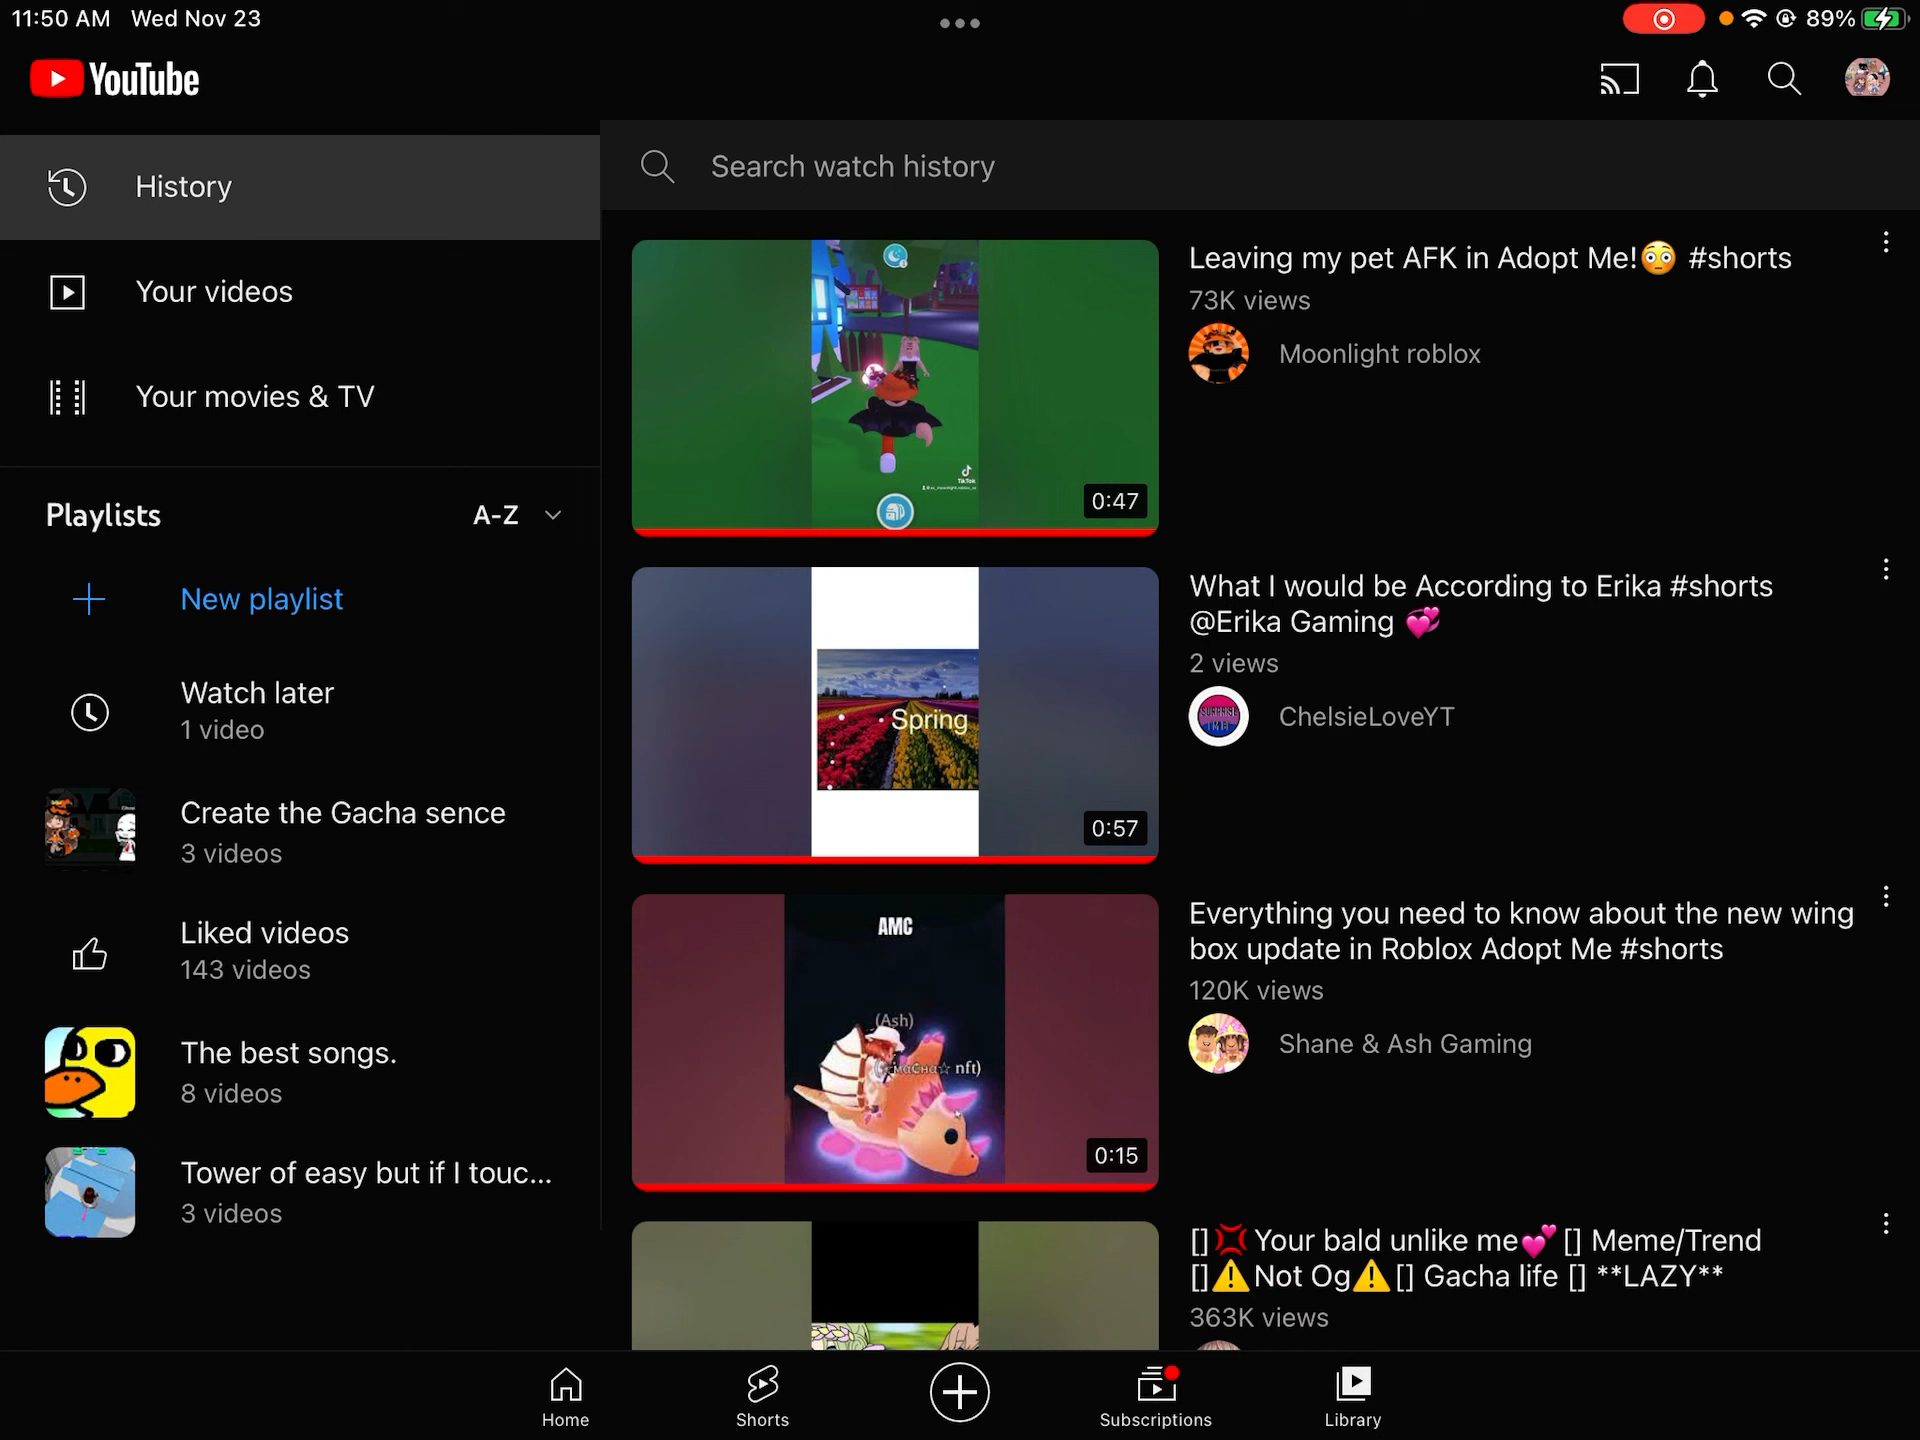 11:50 AM Wed Nov 23
89%
YouTube
History
Your videos
Your movies & TV
Playlists
A-Z
New playlist
Watch later
1 video
Create the Gacha sence
3 videos
Liked videos
143 videos
The best songs.
8 videos
Tower of easy but if I touc...
3 videos
Search watch history
TikTok
0:47
Leaving my pet AFK in Adopt Me!😳 #shorts
73K views
Moonlight roblox
Spring
0:57
What I would be According to Erika #shorts
@Erika Gaming 💞
2 views
ChelsieLoveYT
AMC
(Ash)
nft)
0:15
Everything you need to know about the new wing
box update in Roblox Adopt Me #shorts
120K views
Shane & Ash Gaming
[]💢Your bald unlike me💕[] Meme/Trend
[]⚠️Not Og⚠️[] Gacha life [] **LAZY**
363K views
Home
Shorts
Subscriptions
Library